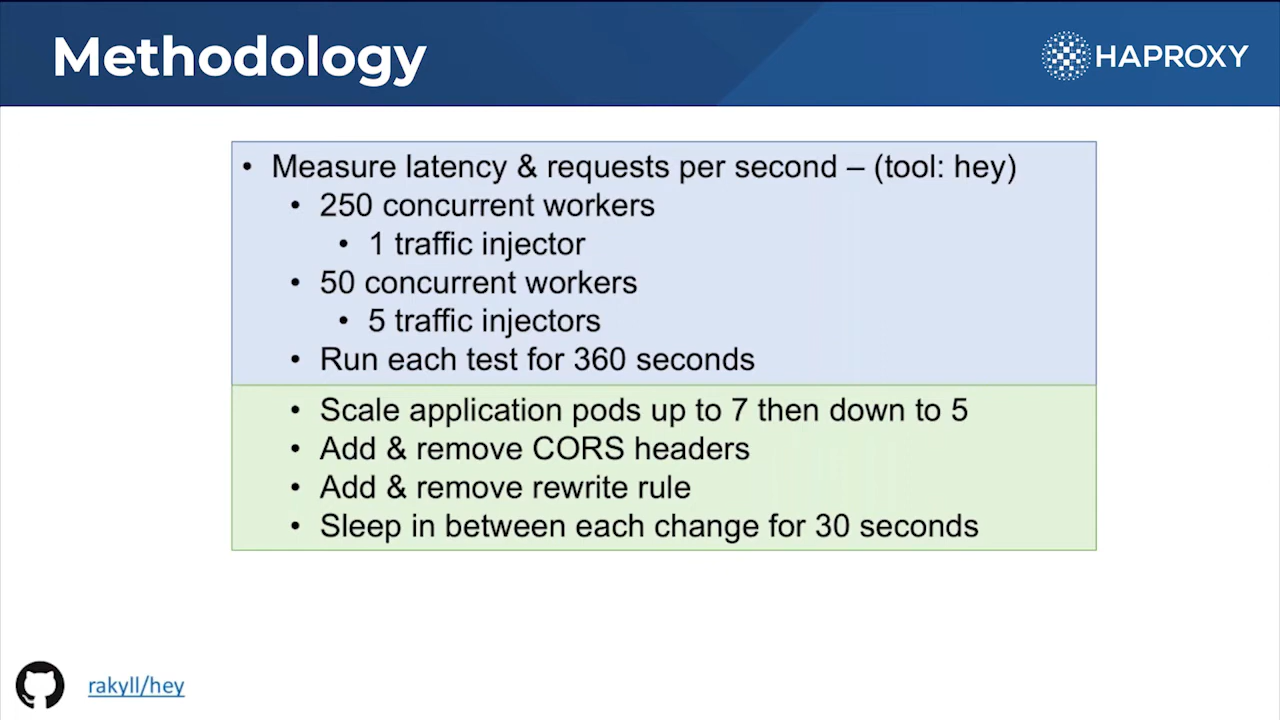 Methodology
HAPROXY
• Measure latency & requests per second – (tool: hey)
• 250 concurrent workers
• 1 traffic injector
• 50 concurrent workers
• 5 traffic injectors
• Run each test for 360 seconds
• Scale application pods up to 7 then down to 5
• Add & remove CORS headers
• Add & remove rewrite rule
• Sleep in between each change for 30 seconds
rakyll/hey